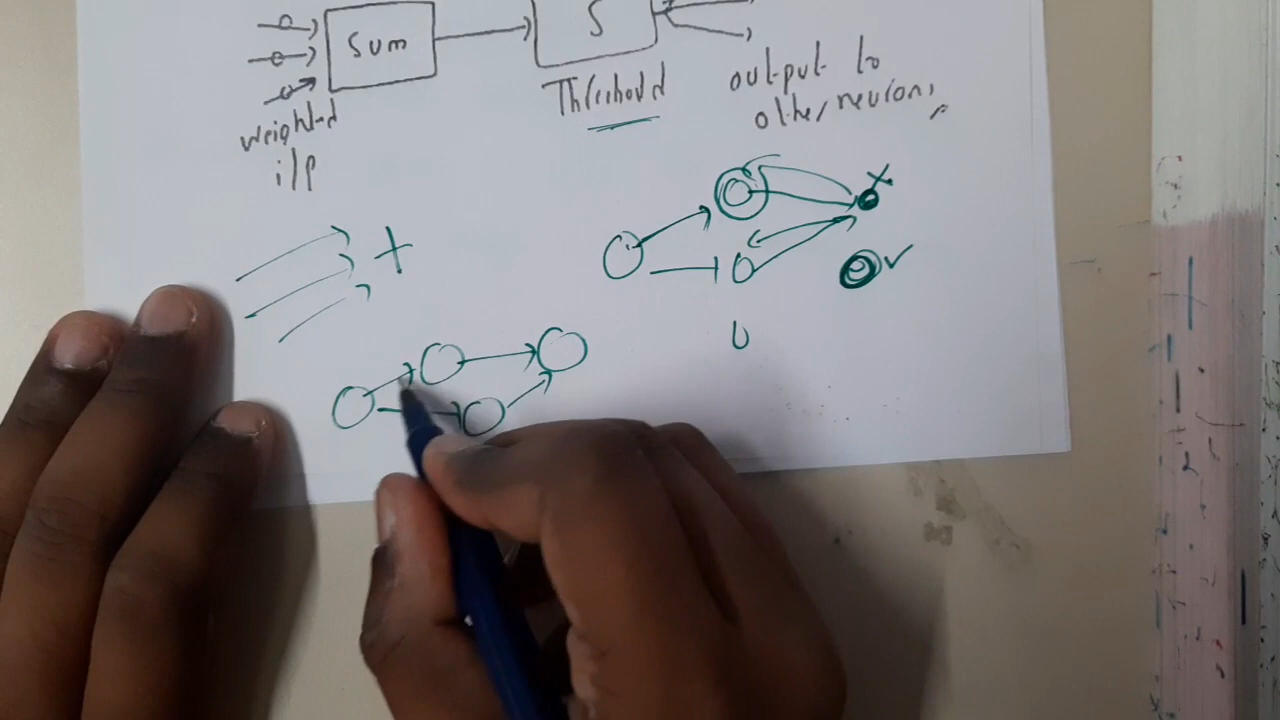 Sum
S
Threshold
output to
other neurons
weighted
i/p
+
x
✓